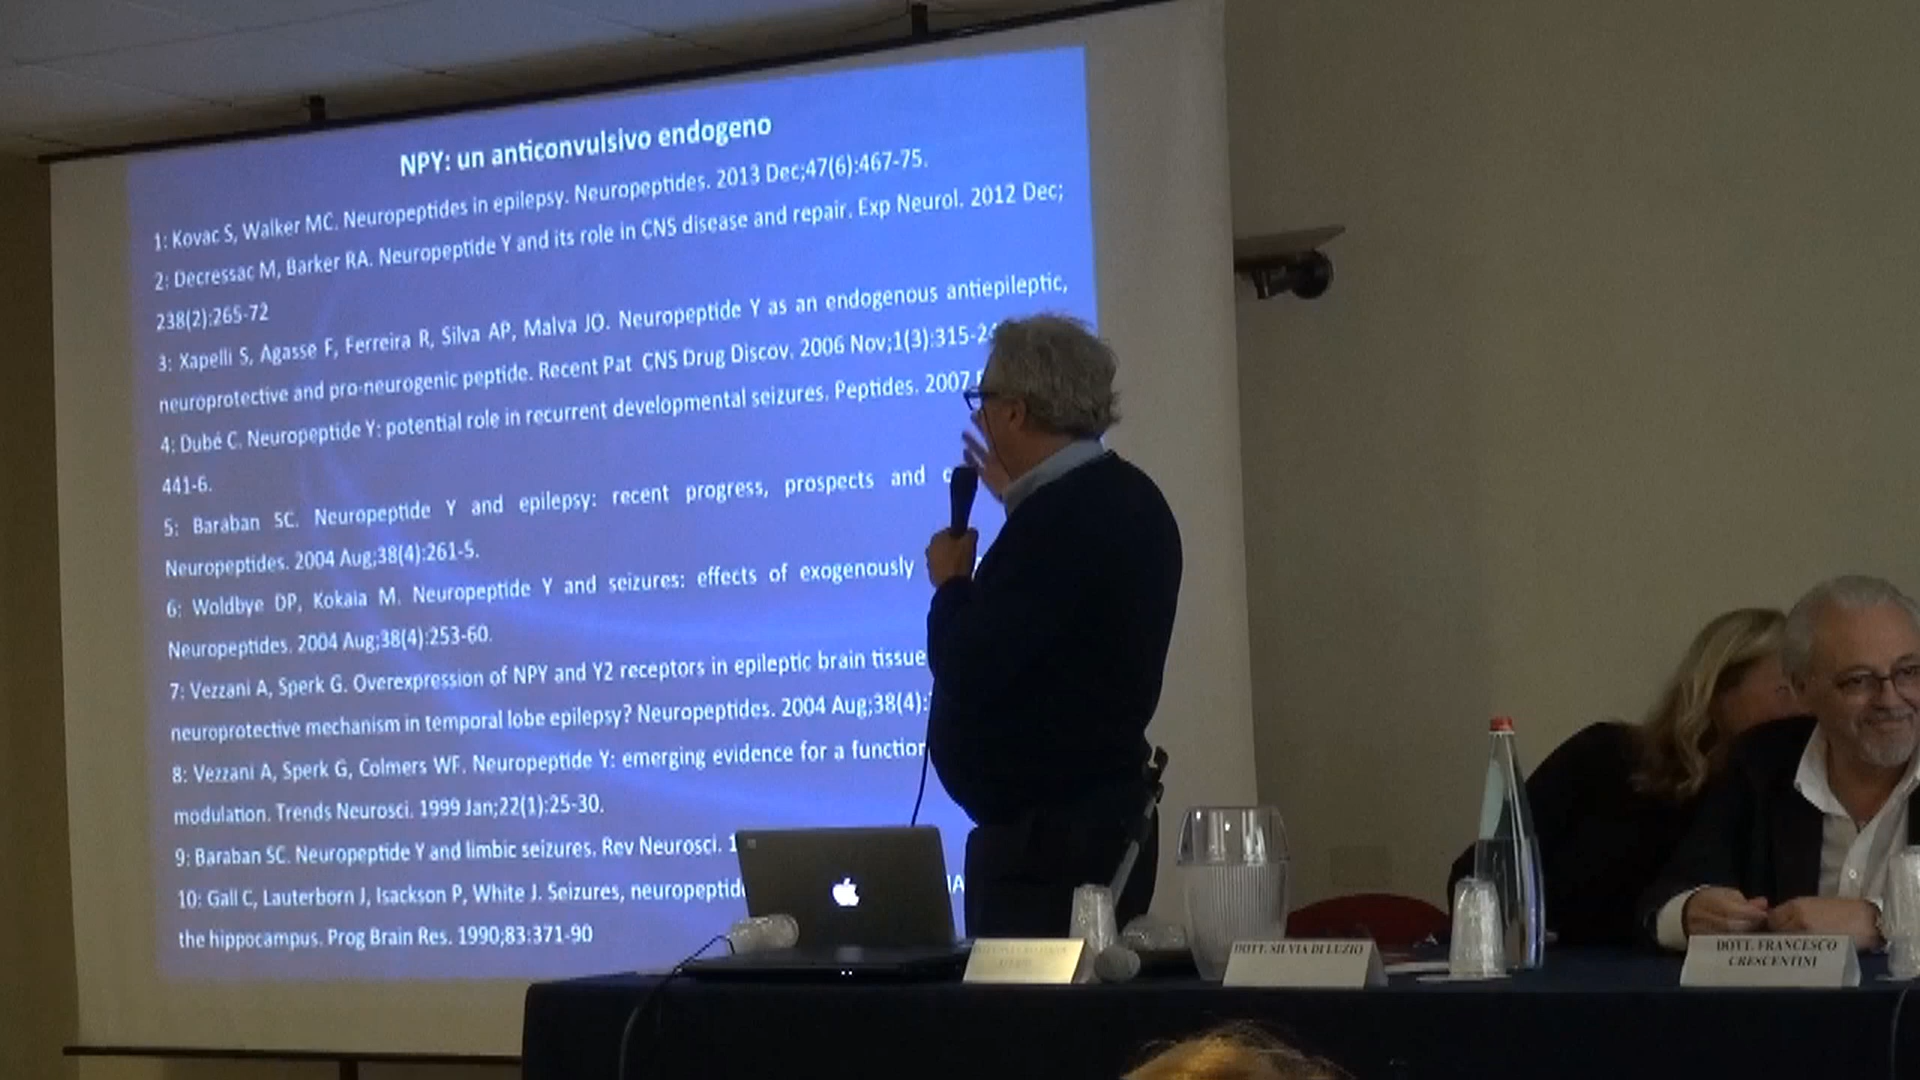 NPY: un anticonvulsivo endogeno
1: Kovac S, Walker MC. Neuropeptides in epilepsy. Neuropeptides. 2013 Dec;47(6):467-75.
2: Decressac M, Barker RA. Neuropeptide Y and its role in CNS disease and repair. Exp Neurol. 2012 Dec;
238(2):265-72
3: Xapelli S, Agasse F, Ferreira R, Silva AP, Malva JO. Neuropeptide Y as an endogenous antiepileptic,
neuroprotective and pro-neurogenic peptide. Recent Pat CNS Drug Discov. 2006 Nov;1(3):315-24
4: Dubé C. Neuropeptide Y: potential role in recurrent developmental seizures. Peptides. 2007
441-6.
5: Baraban SC. Neuropeptide Y and epilepsy: recent progress, prospects and
Neuropeptides. 2004 Aug;38(4):261-5.
6: Woldbye DP, Kokaia M. Neuropeptide Y and seizures: effects of exogenously
Neuropeptides. 2004 Aug;38(4):253-60.
7: Vezzani A, Sperk G. Overexpression of NPY and Y2 receptors in epileptic brain tissue
neuroprotective mechanism in temporal lobe epilepsy? Neuropeptides. 2004 Aug;38(4):
8: Vezzani A, Sperk G, Colmers WF. Neuropeptide Y: emerging evidence for a function
modulation. Trends Neurosci. 1999 Jan;22(1):25-30.
9: Baraban SC. Neuropeptide Y and limbic seizures. Rev Neurosci. 1
10: Gall C, Lauterborn J, Isackson P, White J. Seizures, neuropeptid
the hippocampus. Prog Brain Res. 1990;83:371-90
DOTT. SILVIA DI LUZIO
DOTT. FRANCESCO
CRESCENTINI